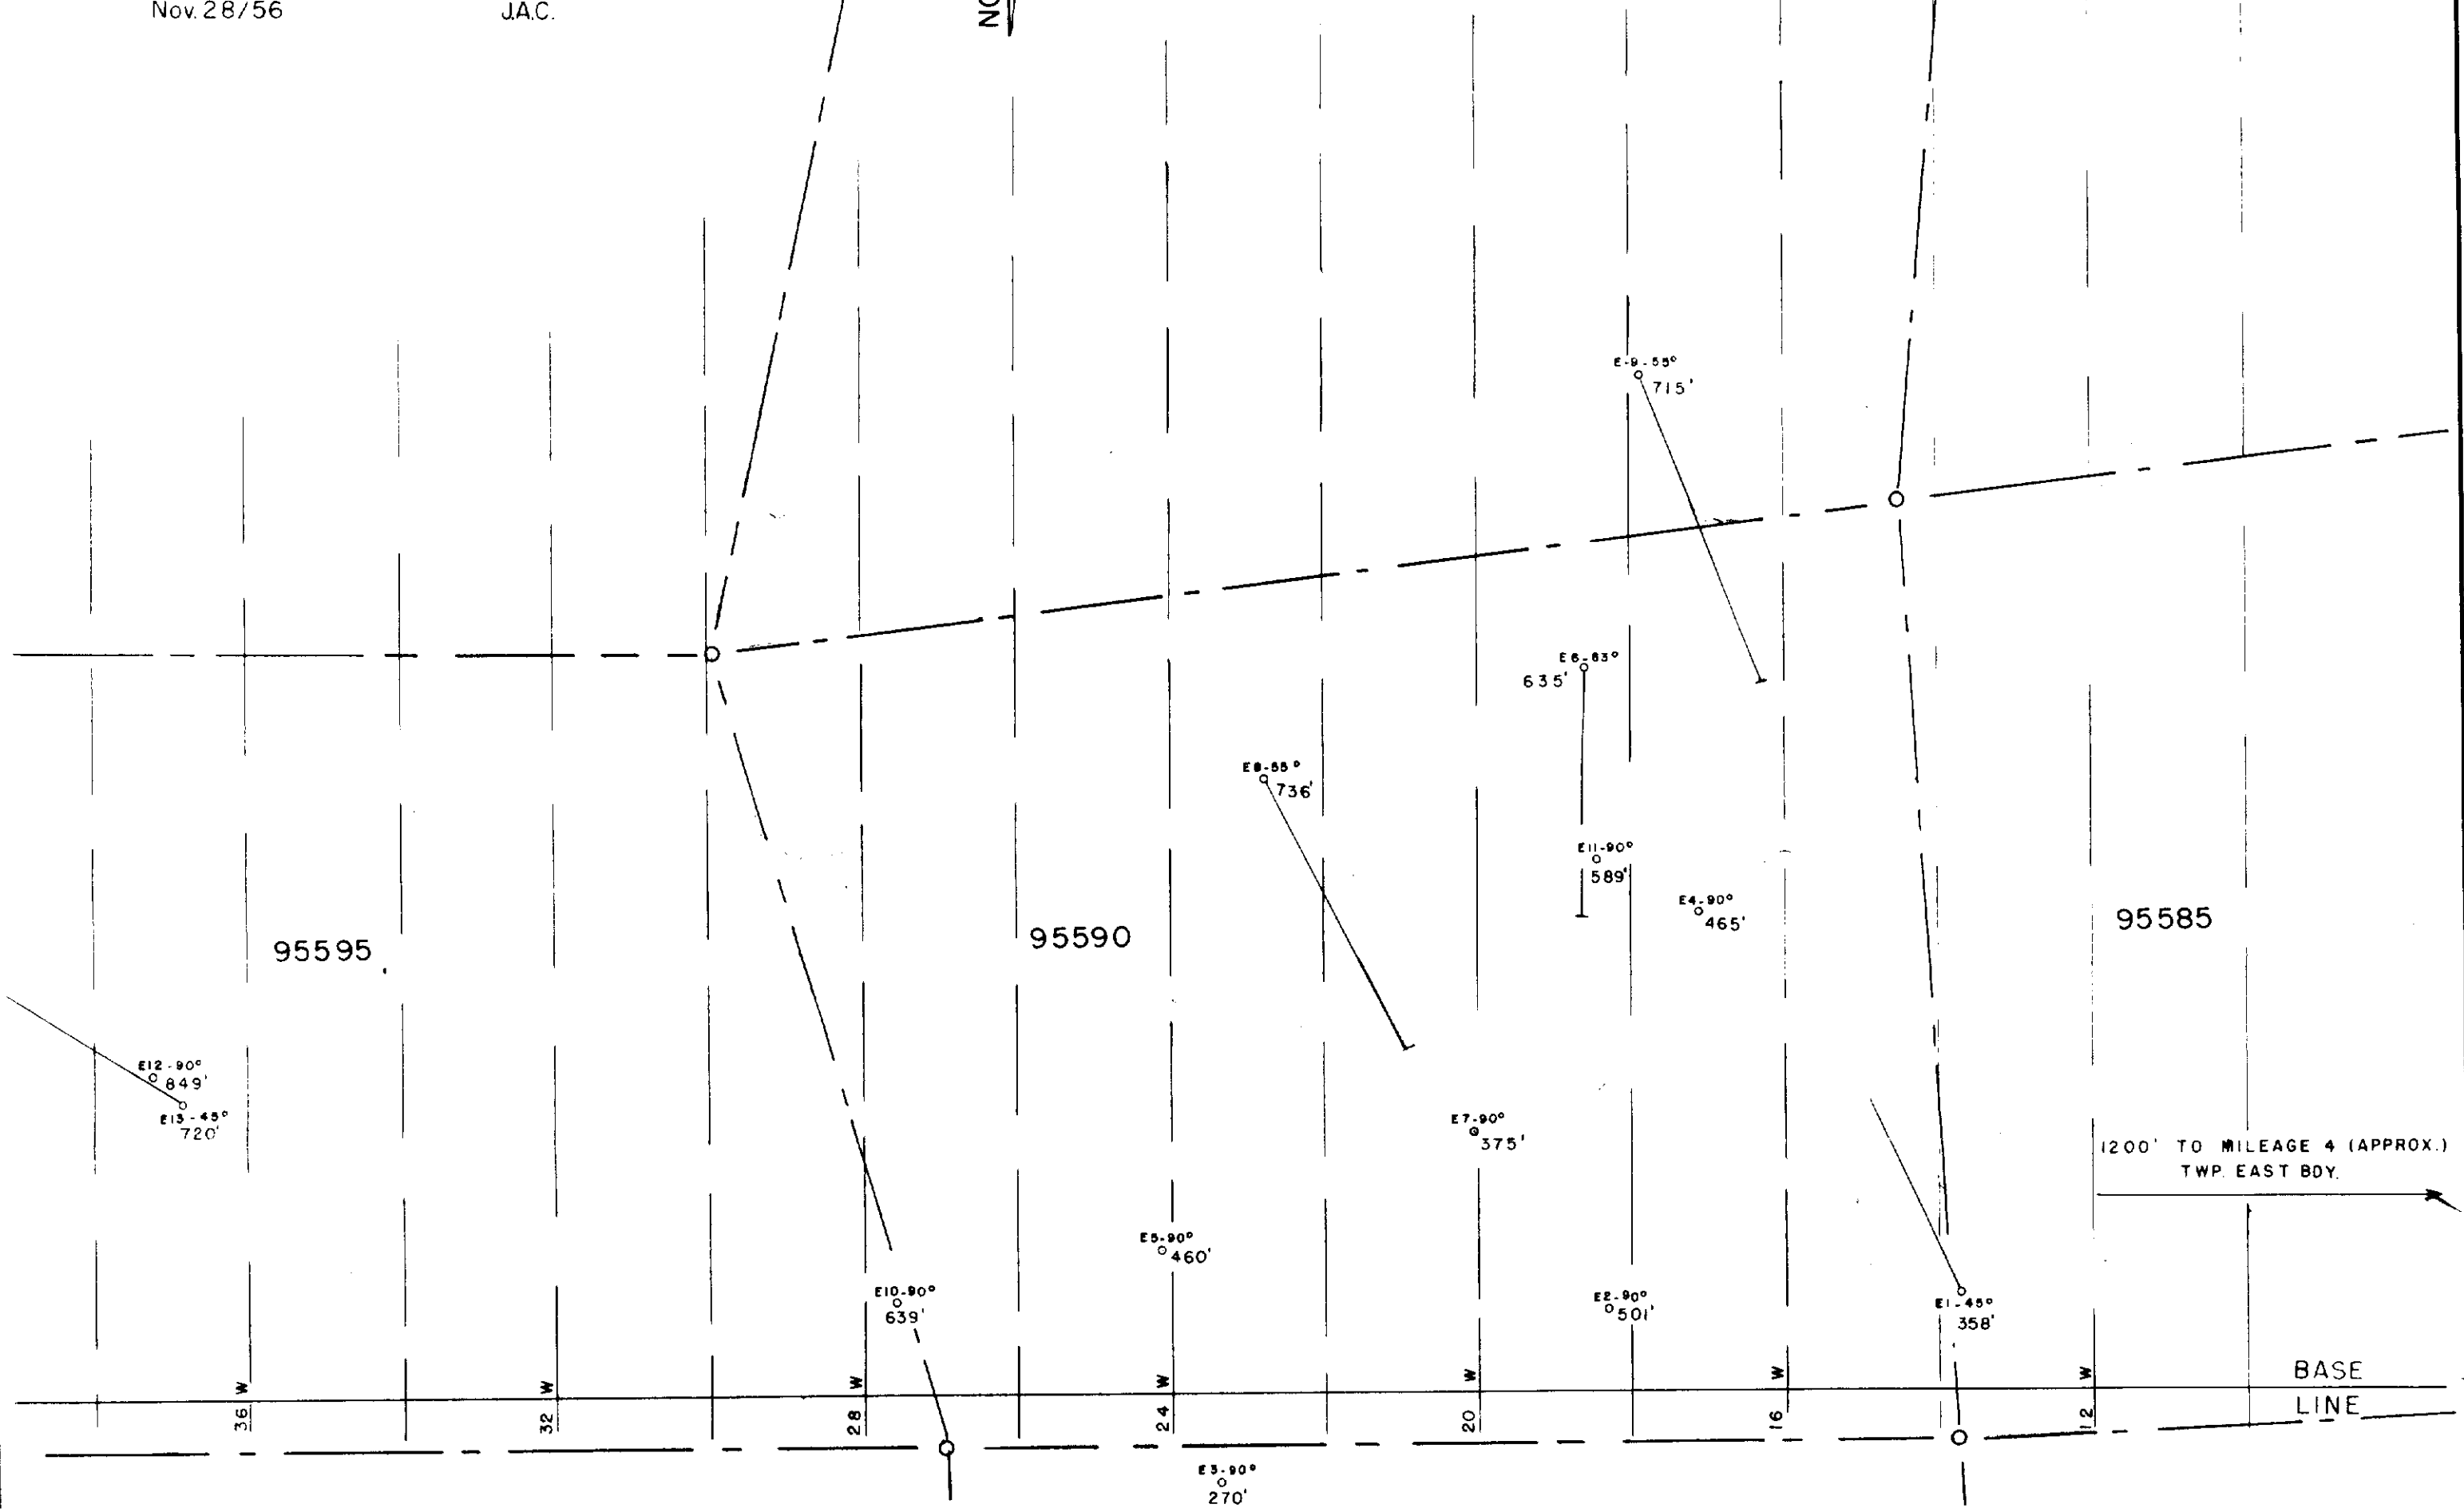 Nov. 28/56
J.A.C.
NO
E-9-55°
715'
E6-63°
635'
E8-55°
736'
E11-90°
589'
E4-90°
465'
95595
95590
95585
E12-90°
849'
E13-45°
720'
E7-90°
375'
1200' TO MILEAGE 4 (APPROX.)
TWP. EAST BDY.
E5-90°
460'
E10-90°
639'
E2-90°
501'
E1-45°
358'
BASE
LINE
36 W
32 W
28 W
24 W
20 W
16 W
12 W
E3-90°
270'